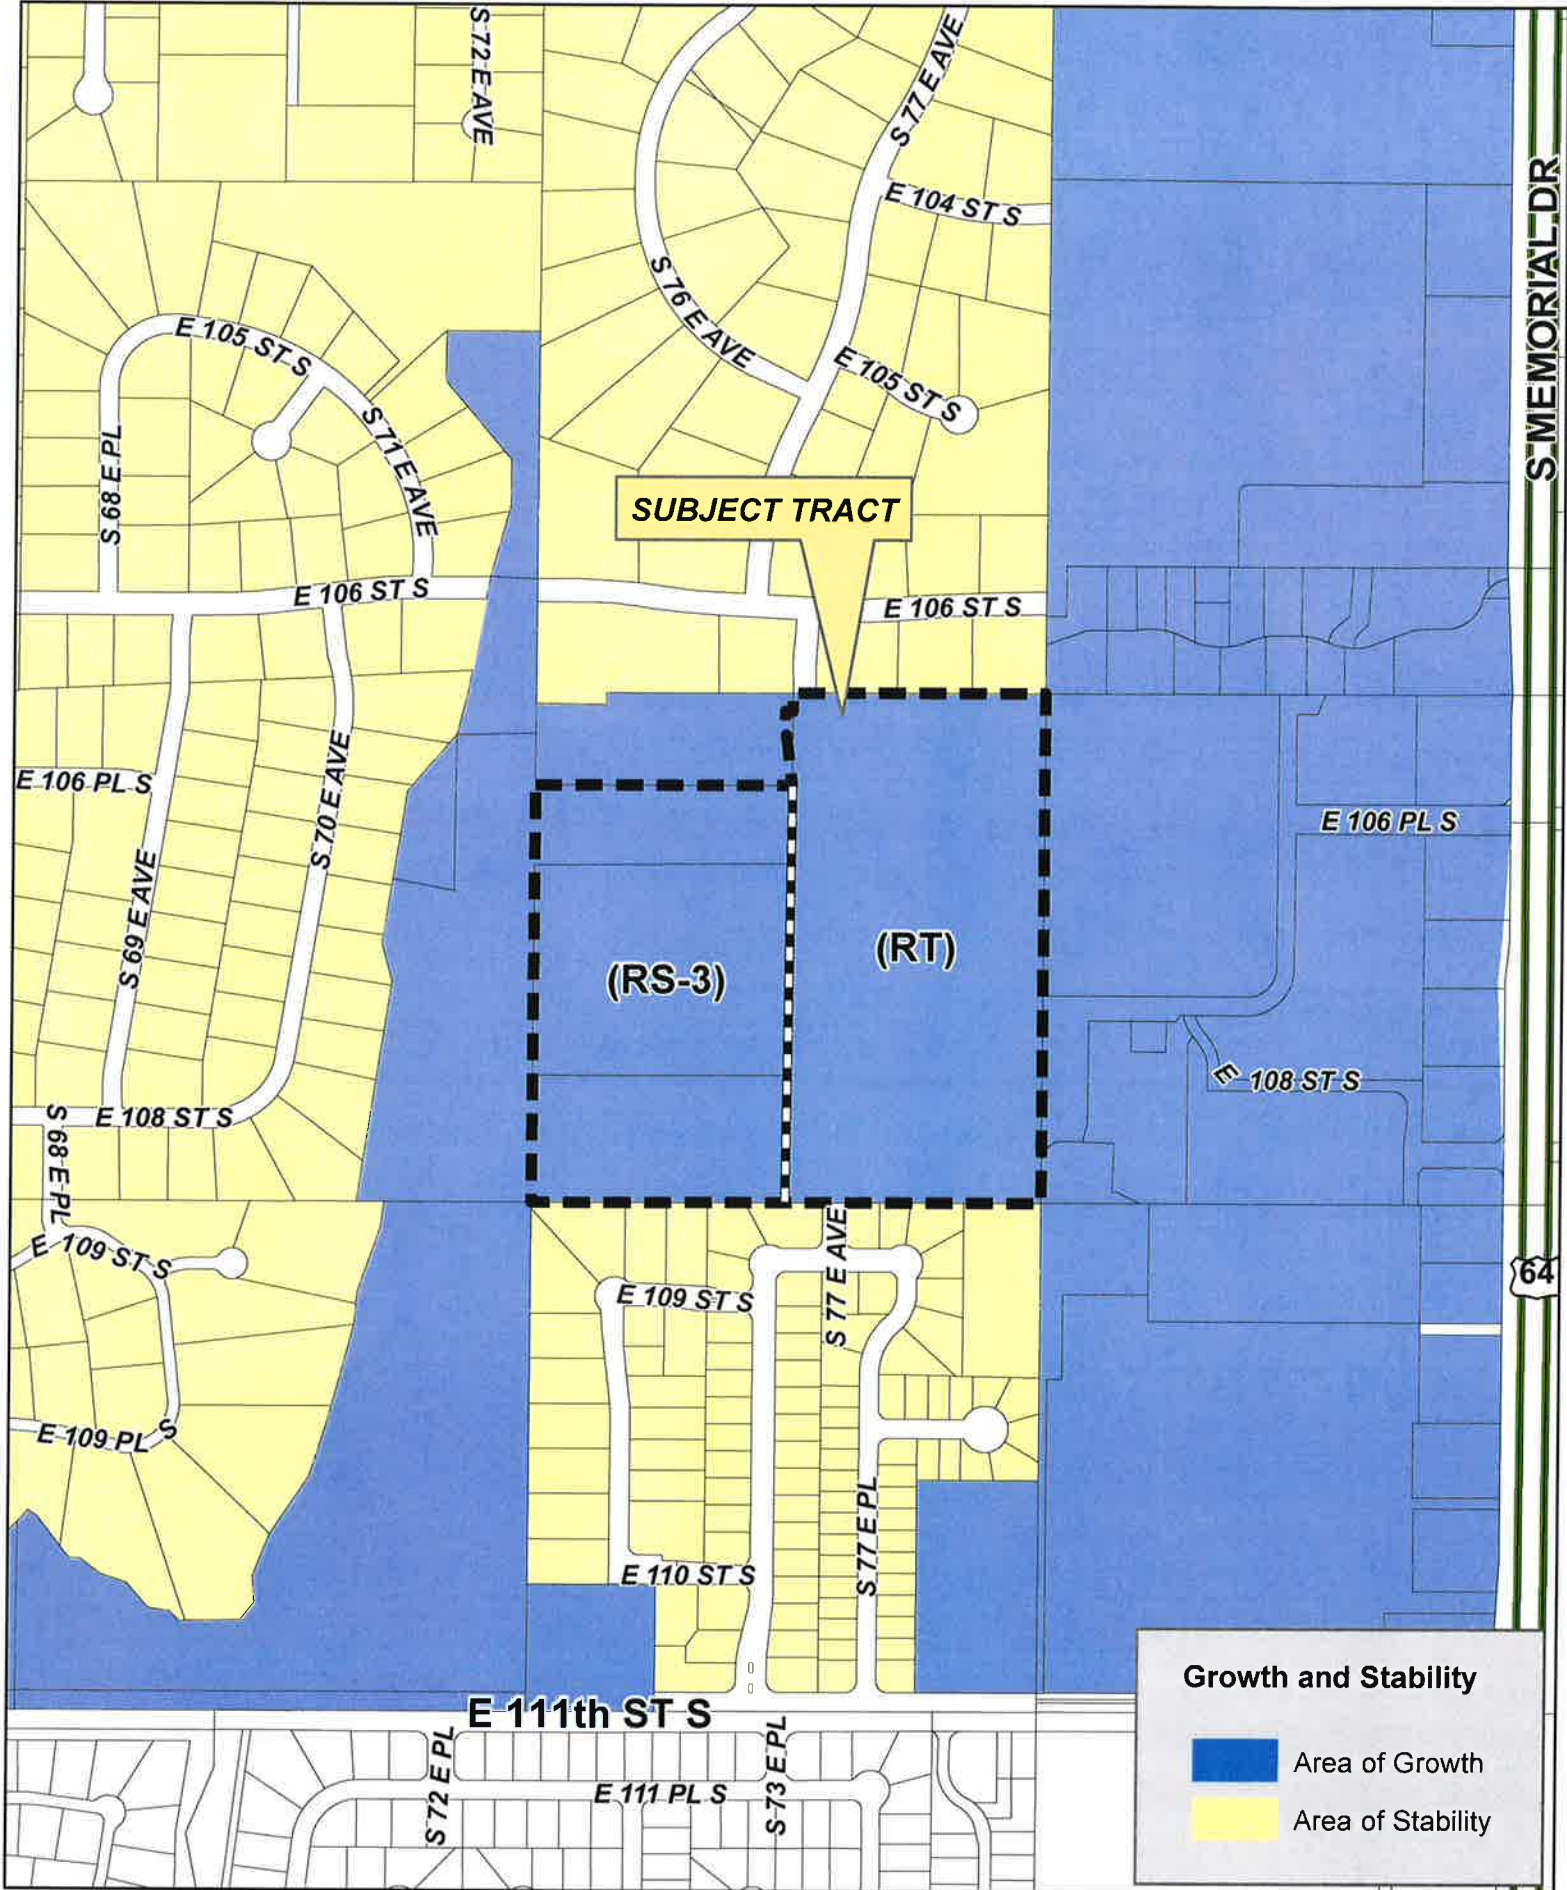 S 72 E AVE
S 77 E AVE
E 104 ST S
S MEMORIAL DR
S 76 E AVE
E 105 ST S
E 105 ST S
S 71 E AVE
S 68 E PL
SUBJECT TRACT
E 106 ST S
E 106 ST S
E 106 PL S
S 70 E AVE
E 106 PL S
S 69 E AVE
(RS-3)
(RT)
E 108 ST S
E 108 ST S
S 68 E PL
E 109 ST S
S 77 E AVE
64
E 109 ST S
E 109 PL S
S 77 E PL
E 110 ST S
Growth and Stability
E 111th ST S
Area of Growth
S 72 E PL
S 73 E PL
E 111 PL S
Area of Stability